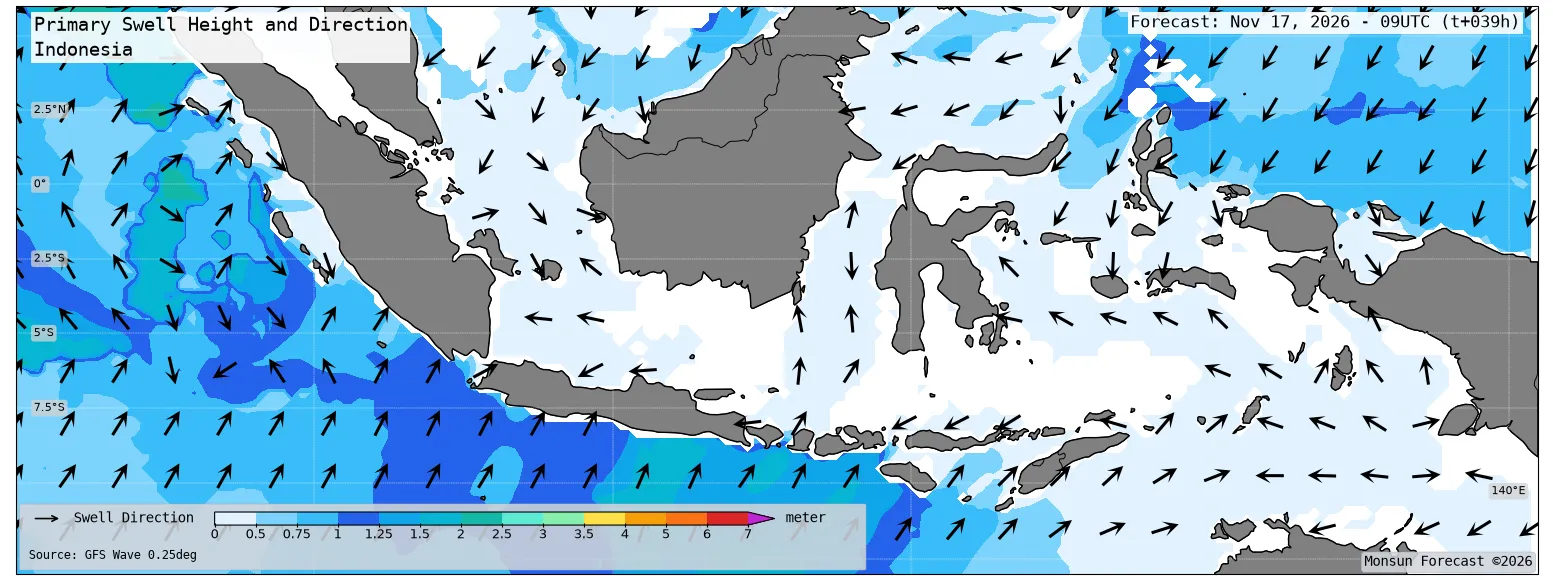 Primary Swell Height and Direction
Indonesia
Forecast: Nov 17, 2026 - 09UTC (t+039h)
2.5°N
0°
2.5°S
5°S
7.5°S
140°E
Swell Direction
0 0.5 0.75 1 1.25 1.5 2 2.5 3 3.5 4 5 6 7
meter
Source: GFS Wave 0.25deg
Monsun Forecast ©2026